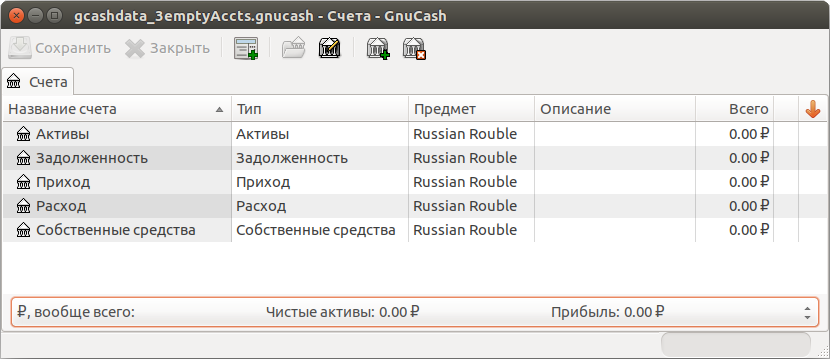 gcashdata_3emptyAccts.gnucash - Счета - GnuCash
Сохранить Закрыть
Счета
Название счета Тип Предмет Описание Всего
Активы Активы Russian Rouble 0.00 ₽
Задолженность Задолженность Russian Rouble 0.00 ₽
Приход Приход Russian Rouble 0.00 ₽
Расход Расход Russian Rouble 0.00 ₽
Собственные средства Собственные средства Russian Rouble 0.00 ₽
₽, вообще всего: Чистые активы: 0.00 ₽ Прибыль: 0.00 ₽